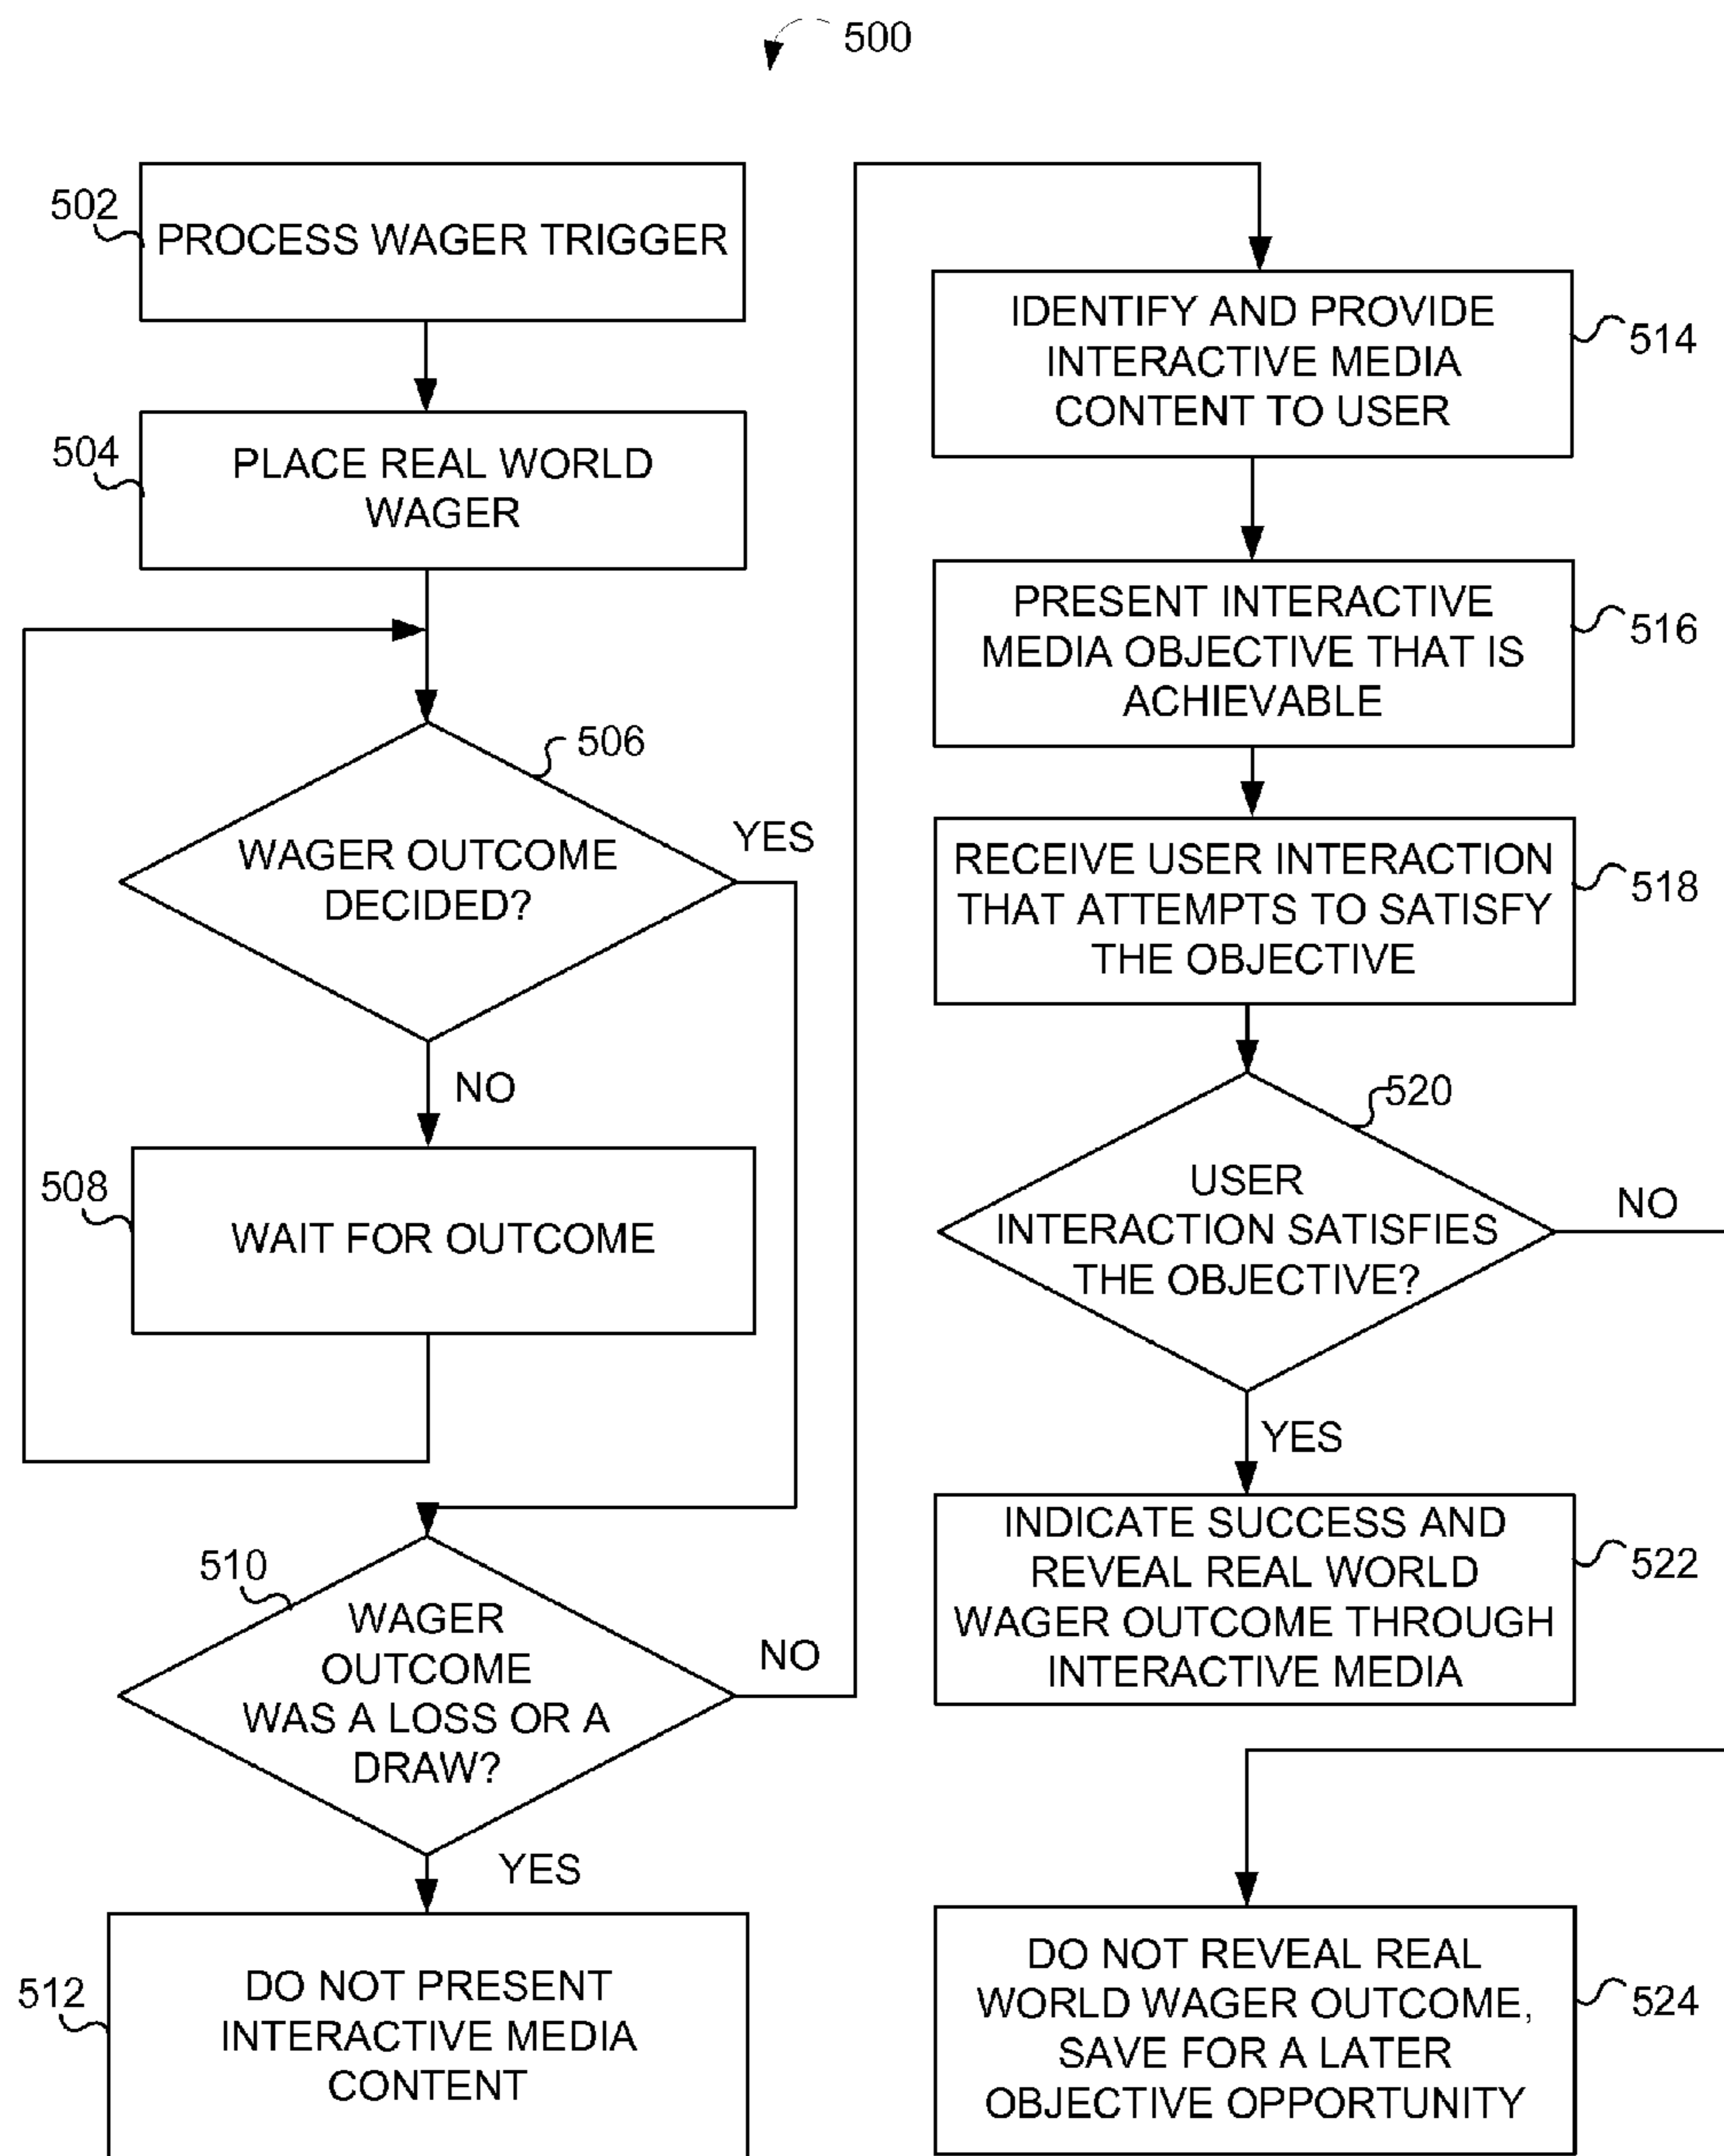 500
502
PROCESS WAGER TRIGGER
504
PLACE REAL WORLD
WAGER
506
WAGER OUTCOME
DECIDED?
YES
NO
508
WAIT FOR OUTCOME
510
WAGER
OUTCOME
WAS A LOSS OR A
DRAW?
NO
YES
512
DO NOT PRESENT
INTERACTIVE MEDIA
CONTENT
IDENTIFY AND PROVIDE
INTERACTIVE MEDIA
CONTENT TO USER
514
PRESENT INTERACTIVE
MEDIA OBJECTIVE THAT IS
ACHIEVABLE
516
RECEIVE USER INTERACTION
THAT ATTEMPTS TO SATISFY
THE OBJECTIVE
518
520
USER
INTERACTION SATISFIES
THE OBJECTIVE?
NO
YES
INDICATE SUCCESS AND
REVEAL REAL WORLD
WAGER OUTCOME THROUGH
INTERACTIVE MEDIA
522
DO NOT REVEAL REAL
WORLD WAGER OUTCOME,
SAVE FOR A LATER
OBJECTIVE OPPORTUNITY
524